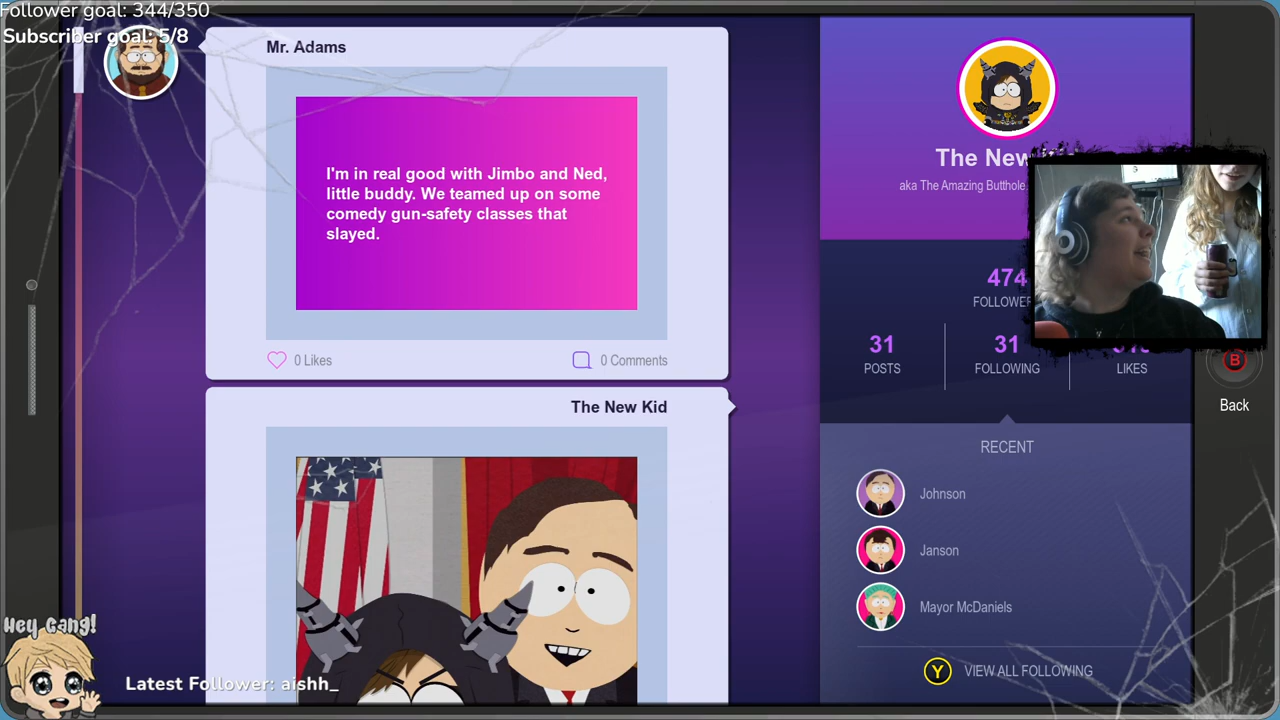 Follower goal: 344/350
Subscriber goal: 5/8
Mr. Adams
I'm in real good with Jimbo and Ned,
little buddy. We teamed up on some
comedy gun-safety classes that
slayed.
0 Likes
0 Comments
The New Kid
The New
aka The Amazing Butthole
474
FOLLOWER
31
POSTS
31
FOLLOWING
LIKES
RECENT
Johnson
Janson
Mayor McDaniels
Y VIEW ALL FOLLOWING
B
Back
Hey Gang!
Latest Follower: aishh_